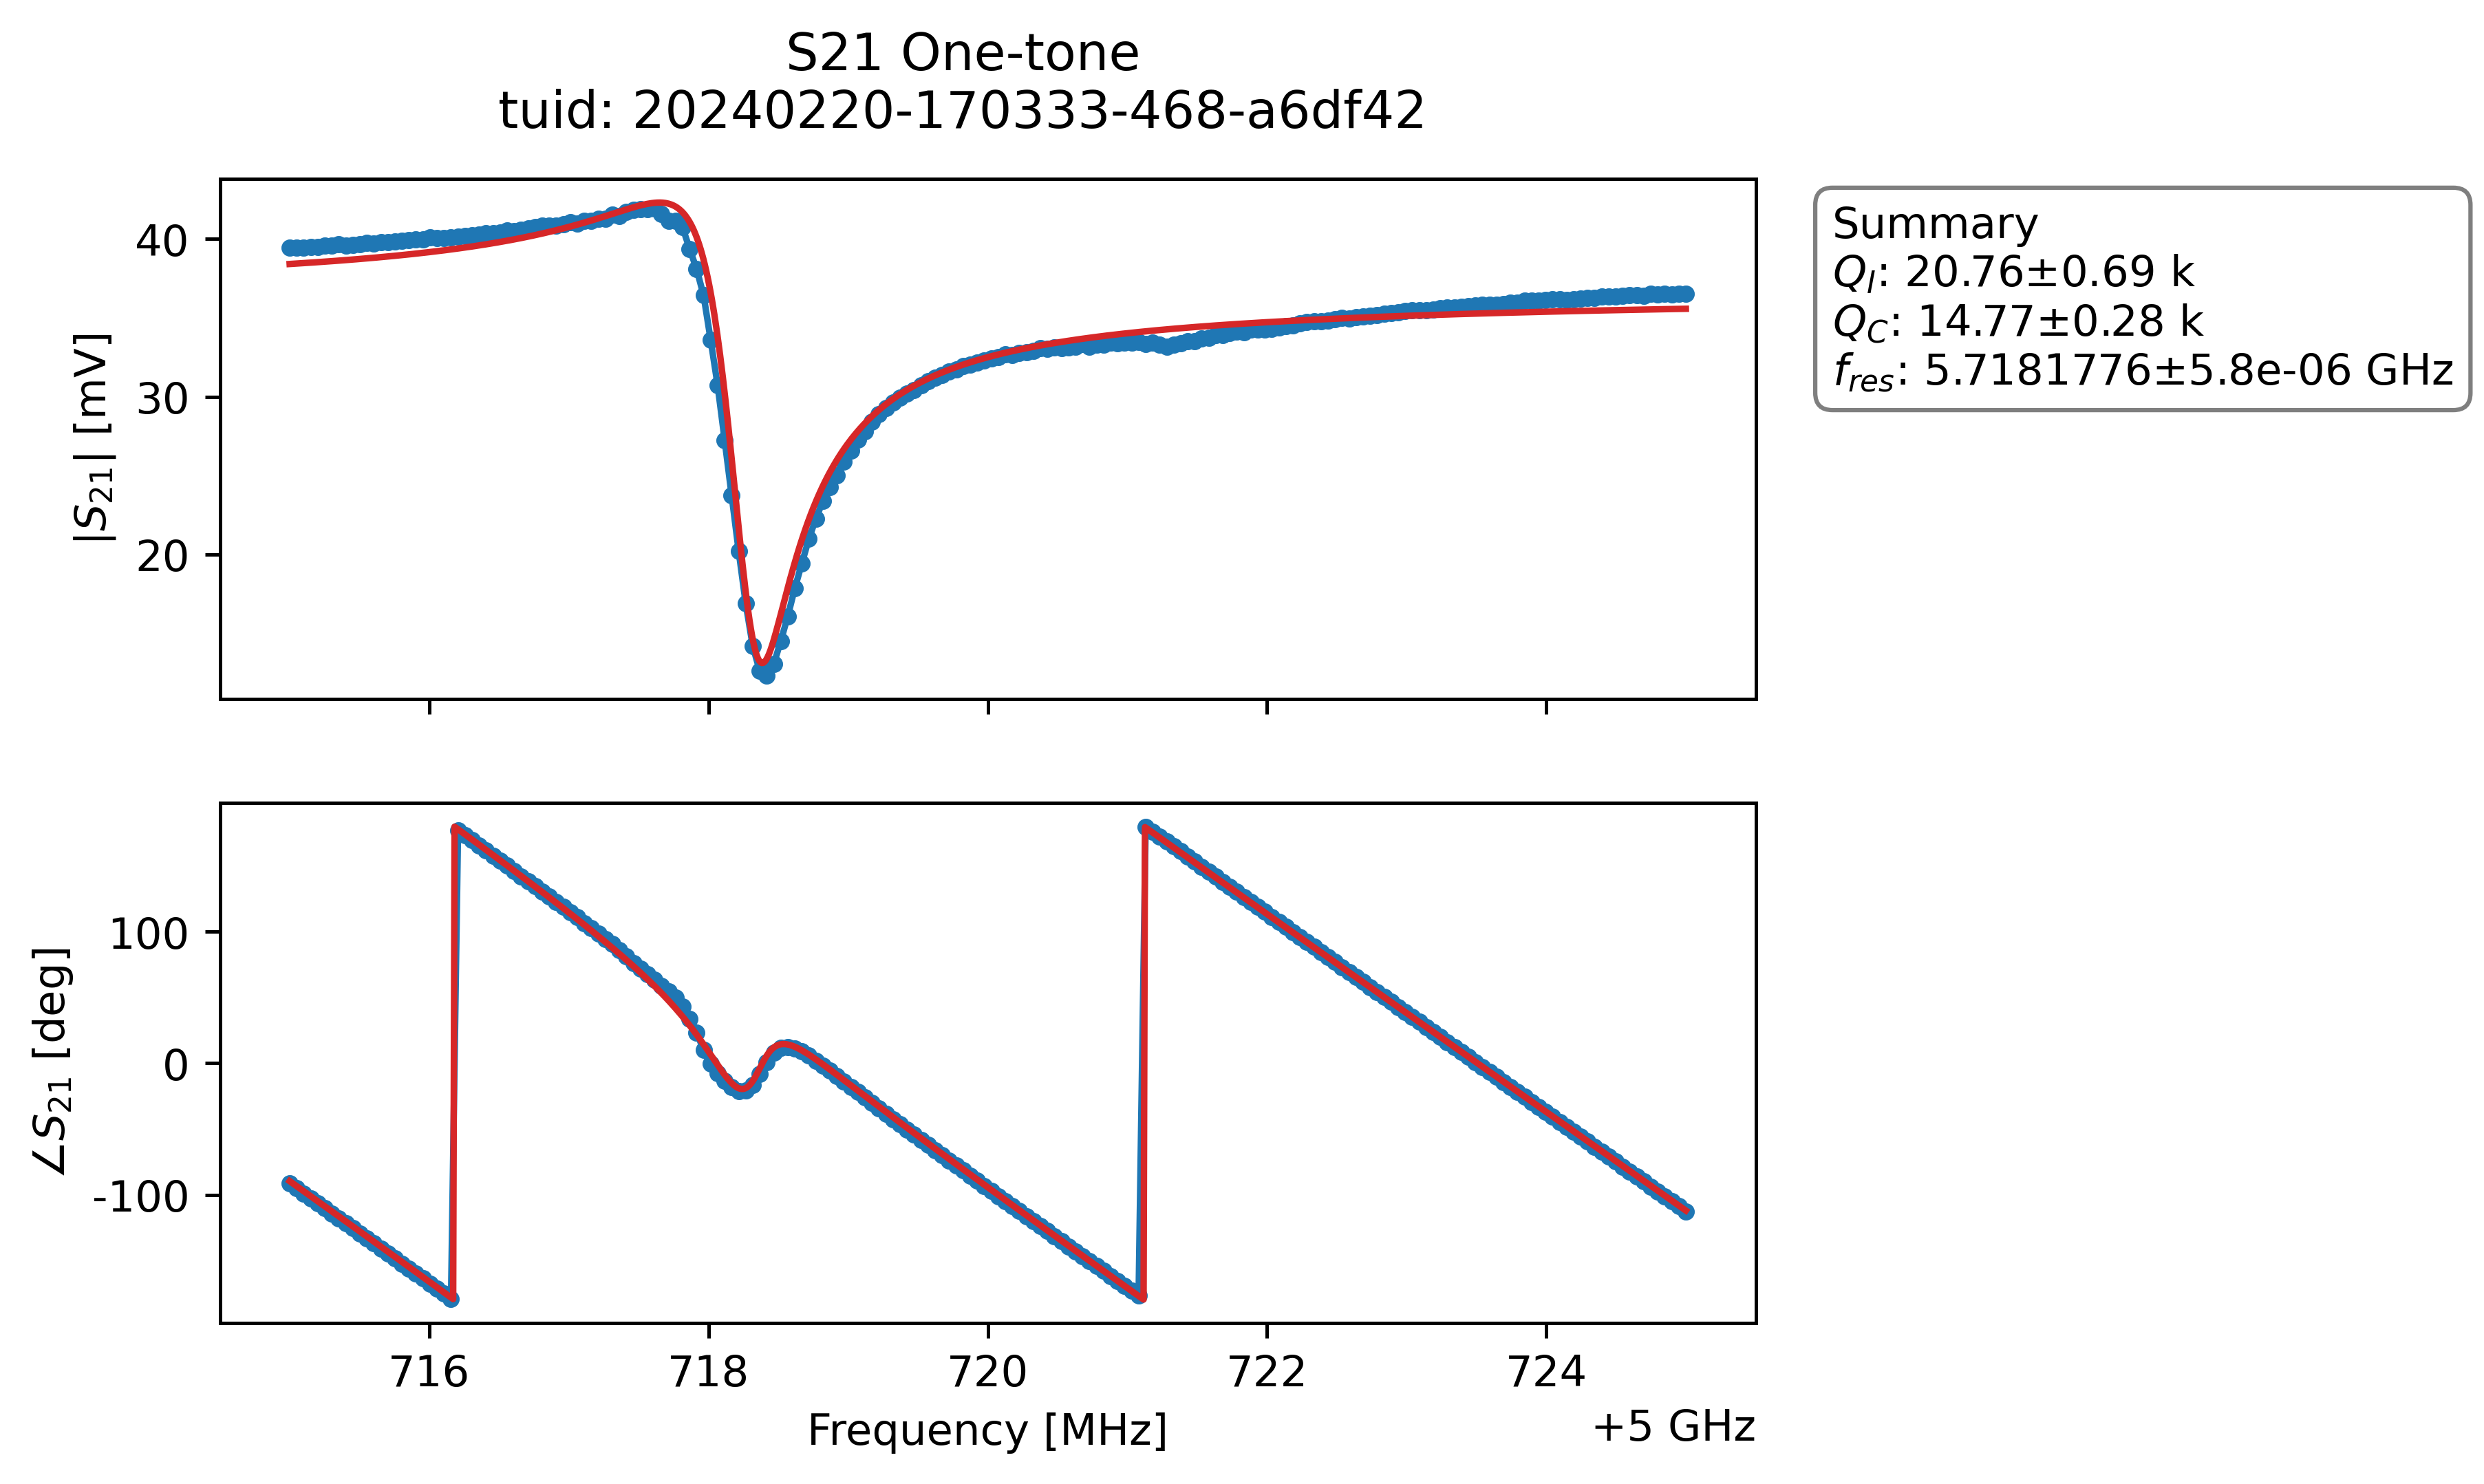 S21 One-tone
tuid: 20240220-170333-468-a6df42
|S21| [mV]
40
30
20
Summary
QI: 20.76±0.69 k
QC: 14.77±0.28 k
fres: 5.7181776±5.8e-06 GHz
∠S21 [deg]
100
0
-100
716 718 720 722 724
Frequency [MHz]
+5 GHz